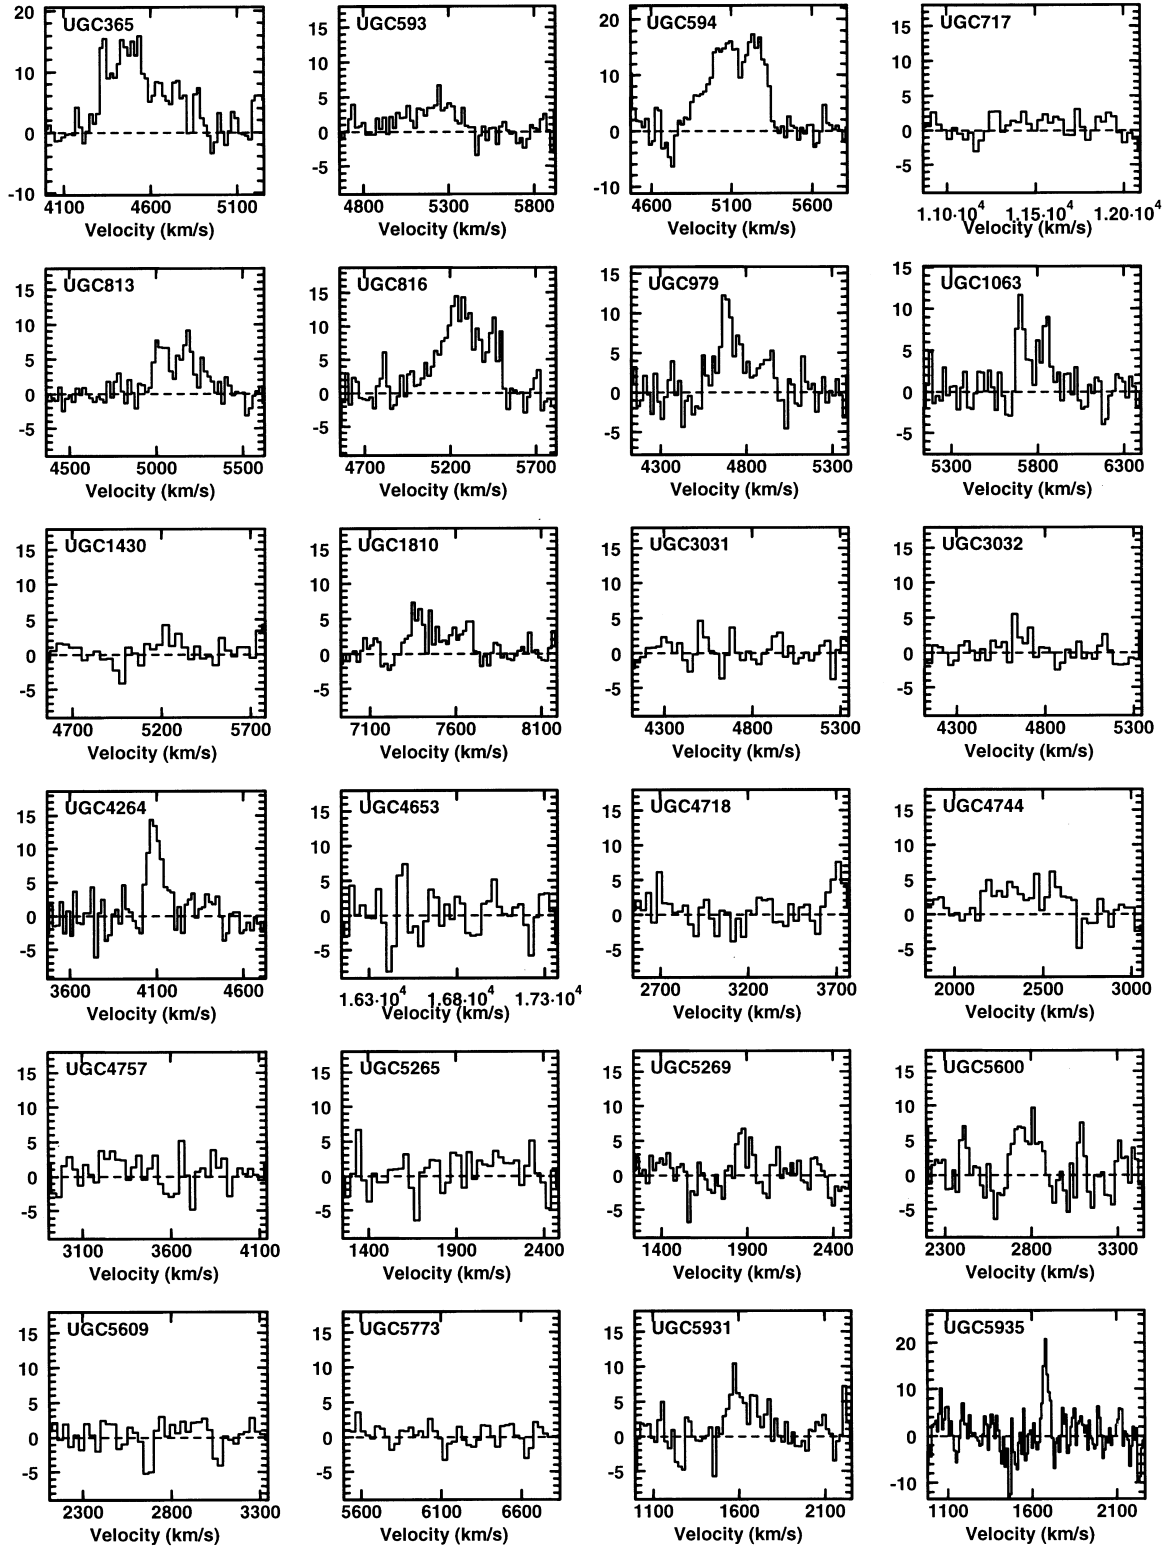 UGC365
20
10
0
-10
4100 4600 5100
Velocity (km/s)
UGC593
15
10
5
0
-5
4800 5300 5800
Velocity (km/s)
UGC594
20
10
0
-10
4600 5100 5600
Velocity (km/s)
UGC717
15
10
5
0
-5
1.10·10⁴ 1.15·10⁴ 1.20·10⁴
Velocity (km/s)
UGC813
15
10
5
0
-5
4500 5000 5500
Velocity (km/s)
UGC816
15
10
5
0
-5
4700 5200 5700
Velocity (km/s)
UGC979
15
10
5
0
-5
4300 4800 5300
Velocity (km/s)
UGC1063
15
10
5
0
-5
5300 5800 6300
Velocity (km/s)
UGC1430
15
10
5
0
-5
4700 5200 5700
Velocity (km/s)
UGC1810
15
10
5
0
-5
7100 7600 8100
Velocity (km/s)
UGC3031
15
10
5
0
-5
4300 4800 5300
Velocity (km/s)
UGC3032
15
10
5
0
-5
4300 4800 5300
Velocity (km/s)
UGC4264
15
10
5
0
-5
3600 4100 4600
Velocity (km/s)
UGC4653
15
10
5
0
-5
1.63·10⁴ 1.68·10⁴ 1.73·10⁴
Velocity (km/s)
UGC4718
15
10
5
0
-5
2700 3200 3700
Velocity (km/s)
UGC4744
15
10
5
0
-5
2000 2500 3000
Velocity (km/s)
UGC4757
15
10
5
0
-5
3100 3600 4100
Velocity (km/s)
UGC5265
15
10
5
0
-5
1400 1900 2400
Velocity (km/s)
UGC5269
15
10
5
0
-5
1400 1900 2400
Velocity (km/s)
UGC5600
15
10
5
0
-5
2300 2800 3300
Velocity (km/s)
UGC5609
15
10
5
0
-5
2300 2800 3300
Velocity (km/s)
UGC5773
15
10
5
0
-5
5600 6100 6600
Velocity (km/s)
UGC5931
15
10
5
0
-5
1100 1600 2100
Velocity (km/s)
UGC5935
20
10
0
-10
1100 1600 2100
Velocity (km/s)